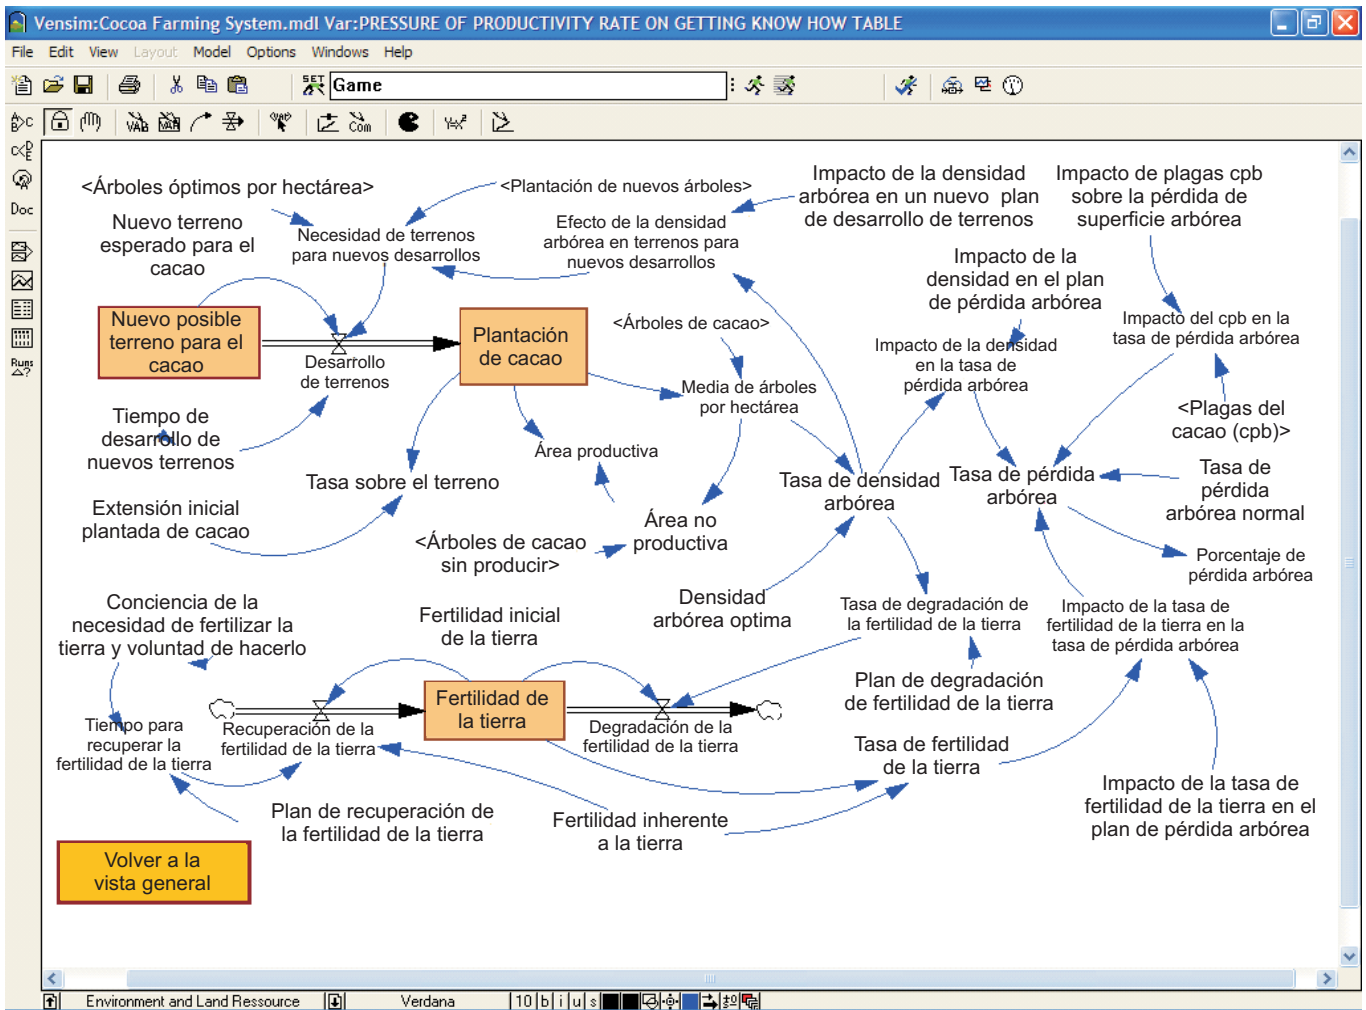 Vensim:Cocoa Farming System.mdl Var:PRESSURE OF PRODUCTIVITY RATE ON GETTING KNOW HOW TABLE
File Edit View Layout Model Options Windows Help
SET Game
Doc
Runs
Com
<Árboles óptimos por hectárea>
<Plantación de nuevos árboles>
Impacto de la densidad
arbórea en un nuevo plan
de desarrollo de terrenos
Impacto de plagas cpb
sobre la pérdida de
superficie arbórea
Nuevo terreno
esperado para el
cacao
Necesidad de terrenos
para nuevos desarrollos
Efecto de la densidad
arbórea en terrenos para
nuevos desarrollos
Impacto de la
densidad en el plan
de pérdida arbórea
Nuevo posible
terreno para el
cacao
Desarrollo
de terrenos
Plantación
de cacao
<Árboles de cacao>
Impacto de la densidad
en la tasa de
pérdida arbórea
Impacto del cpb en la
tasa de pérdida arbórea
Media de árboles
por hectárea
<Plagas del
cacao (cpb)>
Tiempo de
desarrollo de
nuevos terrenos
Área productiva
Tasa sobre el terreno
Tasa de densidad
arbórea
Tasa de pérdida
arbórea
Tasa de
pérdida
arbórea normal
Extensión inicial
plantada de cacao
Área no
productiva
<Árboles de cacao
sin producir>
Porcentaje de
pérdida arbórea
Conciencia de la
necesidad de fertilizar la
tierra y voluntad de hacerlo
Fertilidad inicial
de la tierra
Densidad
arbórea optima
Tasa de degradación de
la fertilidad de la tierra
Impacto de la tasa de
fertilidad de la tierra en la
tasa de pérdida arbórea
Plan de degradación
de fertilidad de la tierra
Tiempo para
recuperar la
fertilidad de la tierra
Recuperación de la
fertilidad de la tierra
Fertilidad de
la tierra
Degradación de la
fertilidad de la tierra
Tasa de fertilidad
de la tierra
Impacto de la tasa de
fertilidad de la tierra en el
plan de pérdida arbórea
Plan de recuperación de
la fertilidad de la tierra
Fertilidad inherente
a la tierra
Volver a la
vista general
Environment and Land Ressource Verdana 10 b i u s